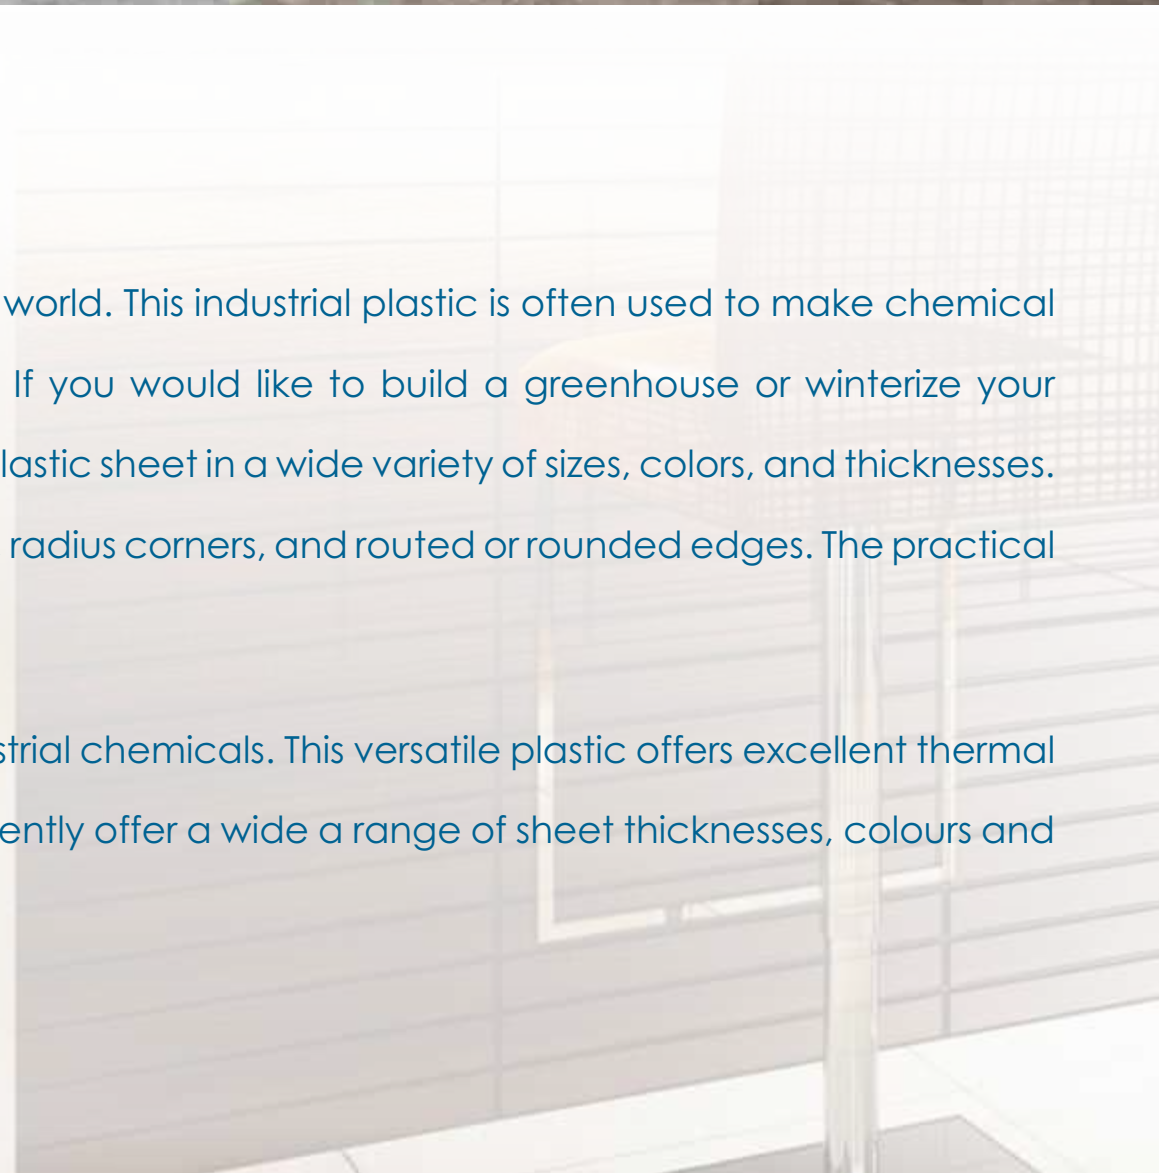 world. This industrial plastic is often used to make chemical
If you would like to build a greenhouse or winterize your
lastic sheet in a wide variety of sizes, colors, and thicknesses.
radius corners, and routed or rounded edges. The practical
strial chemicals. This versatile plastic offers excellent thermal
ently offer a wide a range of sheet thicknesses, colours and